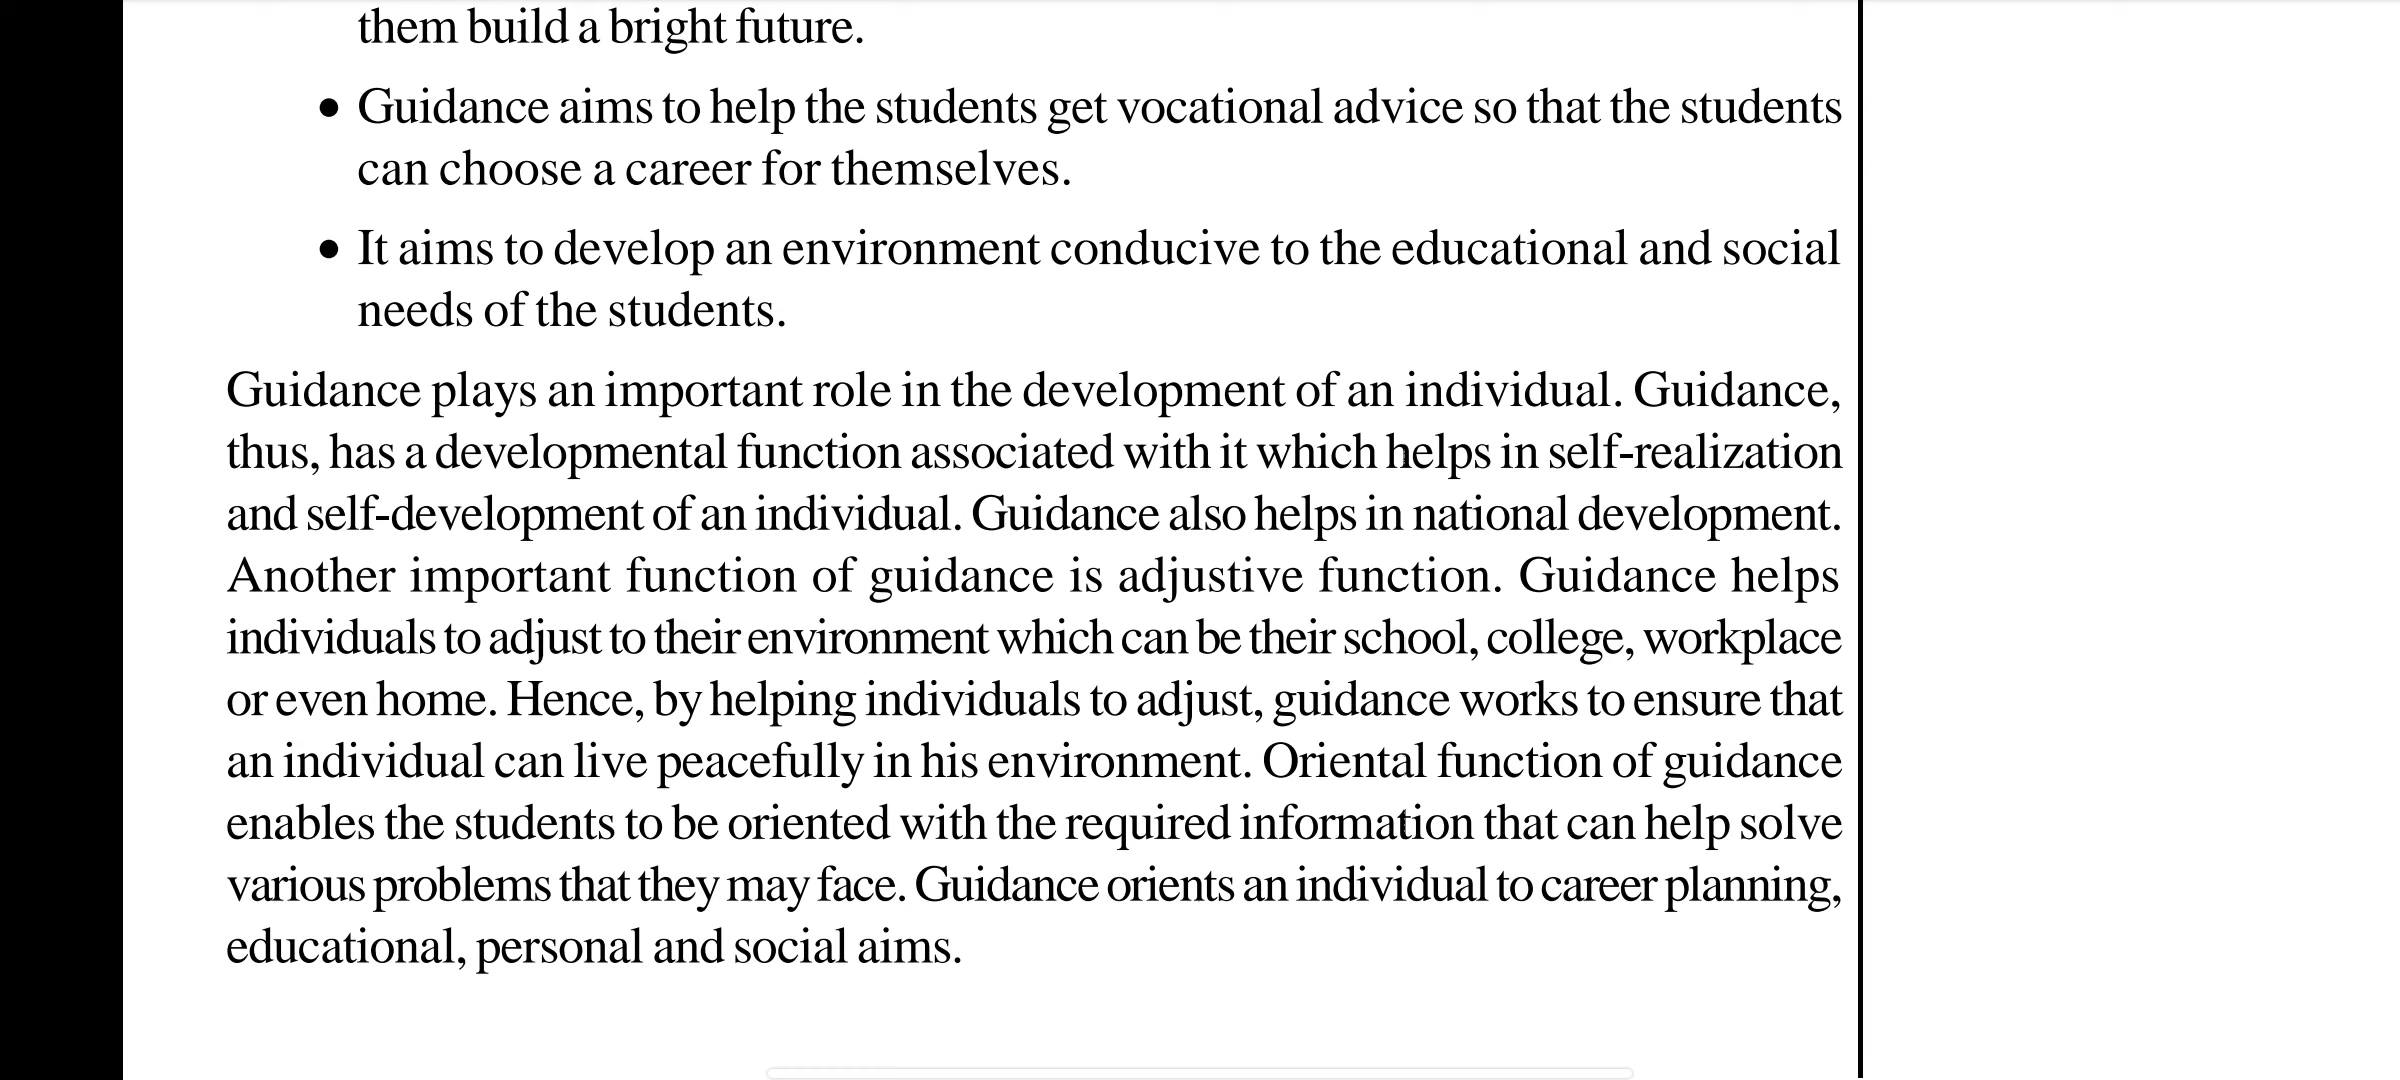 them build a bright future.
• Guidance aims to help the students get vocational advice so that the students
can choose a career for themselves.
• It aims to develop an environment conducive to the educational and social
needs of the students.
Guidance plays an important role in the development of an individual. Guidance,
thus, has a developmental function associated with it which helps in self-realization
and self-development of an individual. Guidance also helps in national development.
Another important function of guidance is adjustive function. Guidance helps
individuals to adjust to their environment which can be their school, college, workplace
or even home. Hence, by helping individuals to adjust, guidance works to ensure that
an individual can live peacefully in his environment. Oriental function of guidance
enables the students to be oriented with the required information that can help solve
various problems that they may face. Guidance orients an individual to career planning,
educational, personal and social aims.